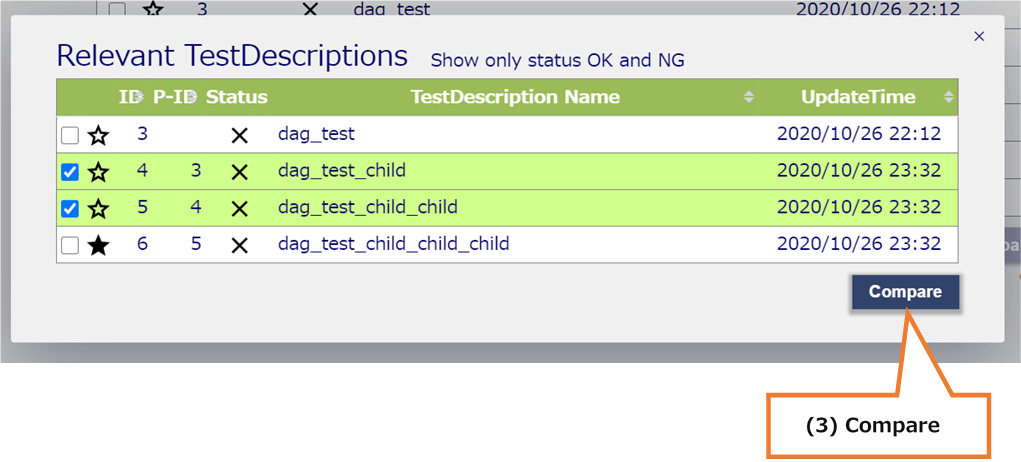 3 dag_test 2020/10/26 22:12
×
Relevant TestDescriptions Show only status OK and NG
ID P-ID Status TestDescription Name UpdateTime
3 dag_test 2020/10/26 22:12
4 3 dag_test_child 2020/10/26 23:32
5 4 dag_test_child_child 2020/10/26 23:32
6 5 dag_test_child_child_child 2020/10/26 23:32
Compare
(3) Compare